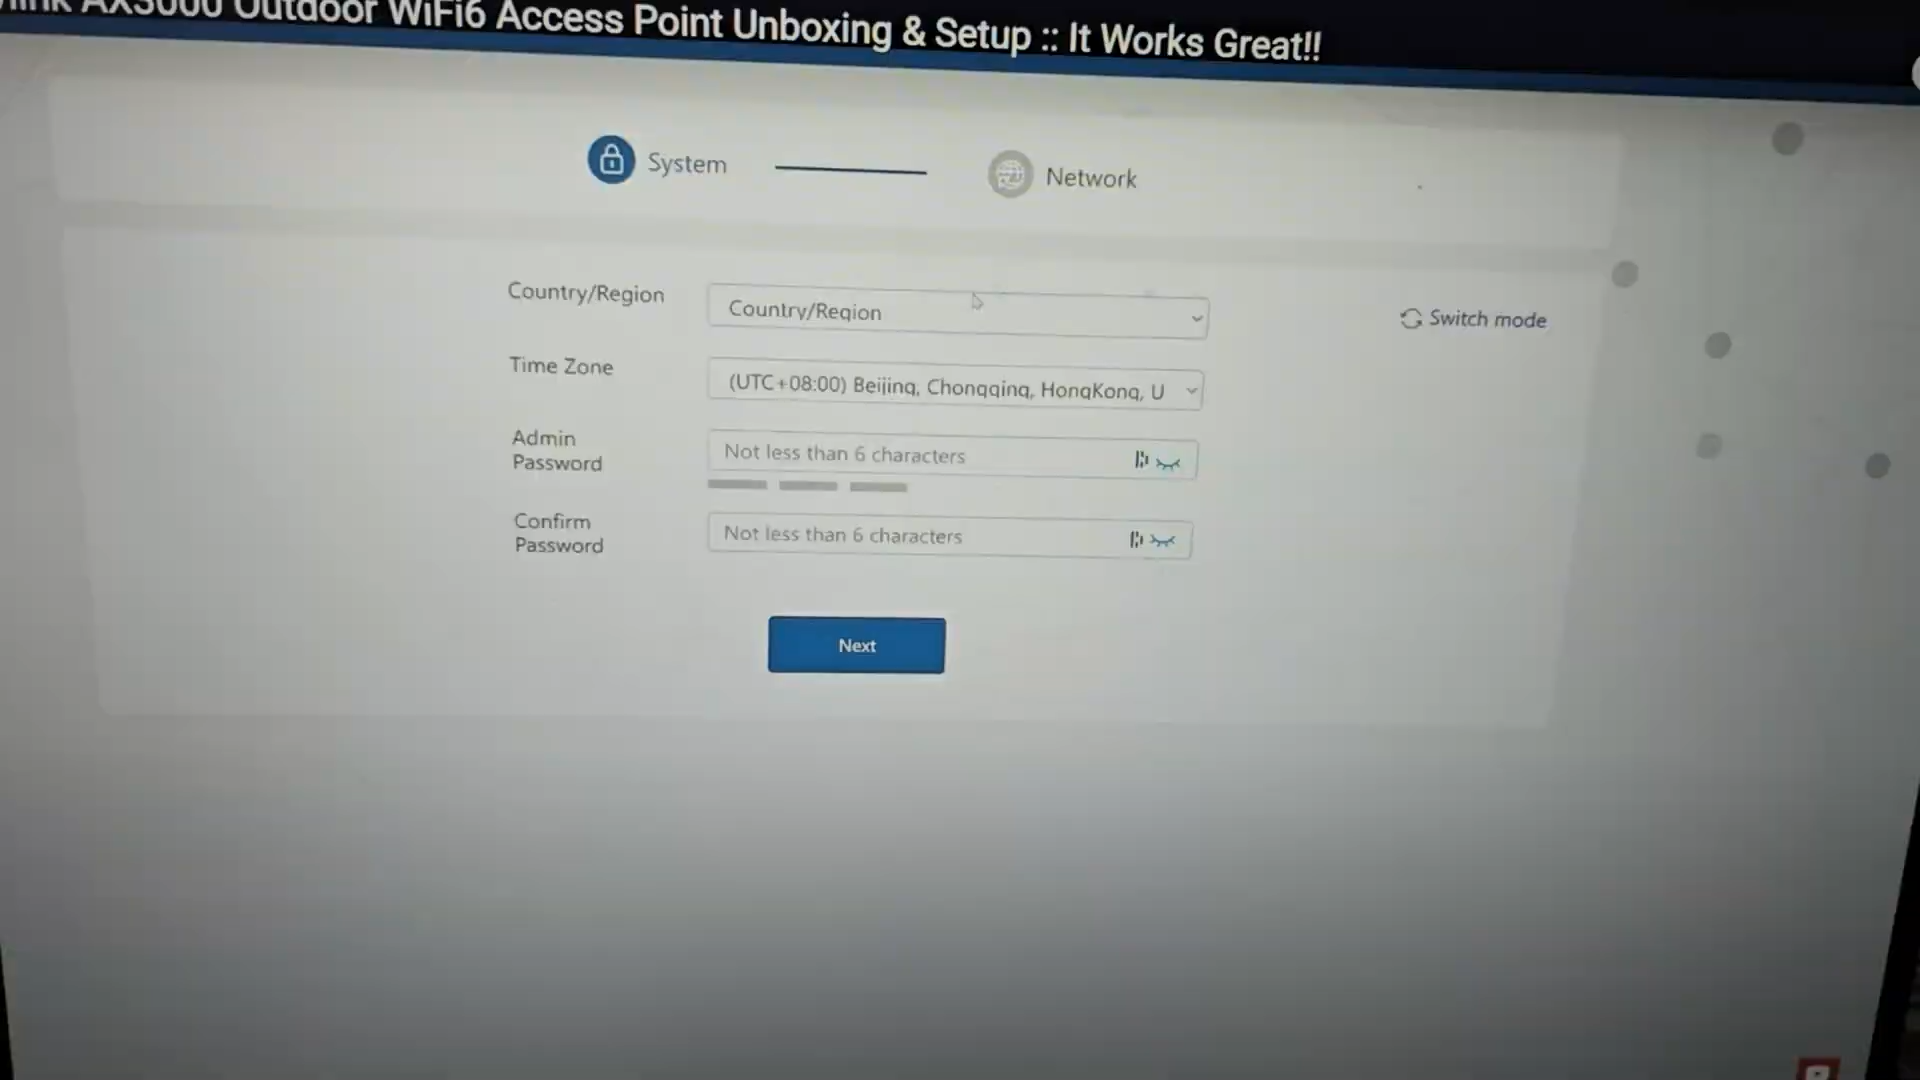 AX3000 Outdoor WiFi6 Access Point Unboxing & Setup :: It Works Great!!
System
Network
Country/Region
Country/Region
Switch mode
Time Zone
(UTC+08:00) Beijing, Chongqing, HongKong, U
Admin
Password
Not less than 6 characters
Confirm
Password
Not less than 6 characters
Next